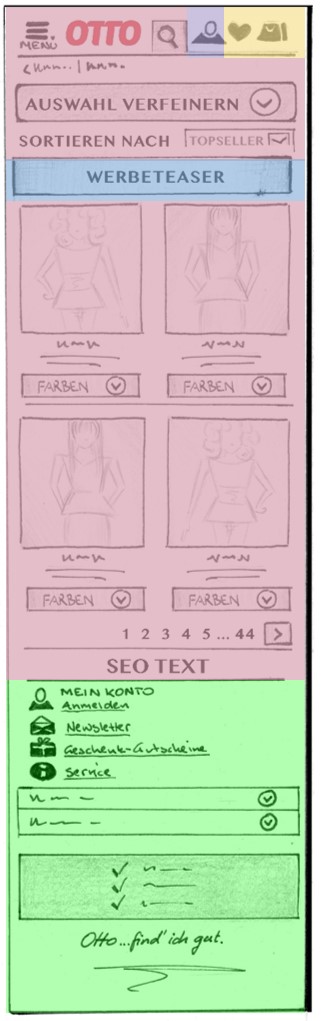 MENÜ OTTO
AUSWAHL VERFEINERN
SORTIEREN NACH TOPSELLER
WERBETEASER
FARBEN FARBEN
FARBEN FARBEN
1 2 3 4 5 ... 44 >
SEO TEXT
MEIN KONTO
Anmelden
Newsletter
Geschenk-Gutscheine
Service
Otto...find' ich gut.